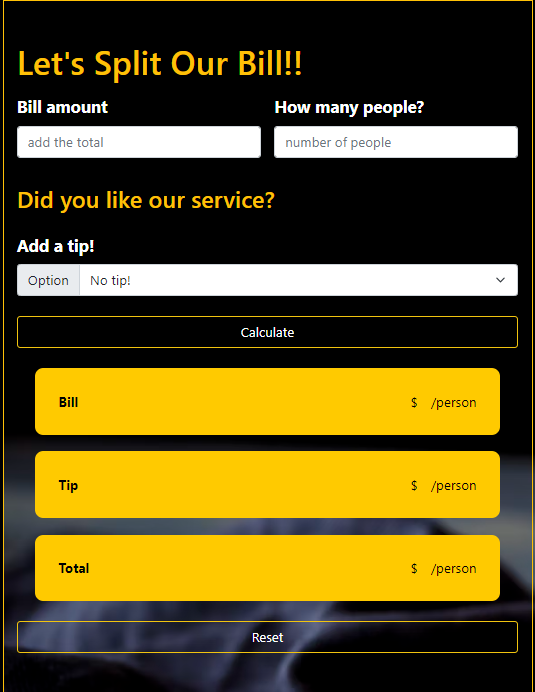 Let's Split Our Bill!!
Bill amount How many people?
add the total number of people
Did you like our service?
Add a tip!
Option No tip!
Calculate
Bill $ /person
Tip $ /person
Total $ /person
Reset